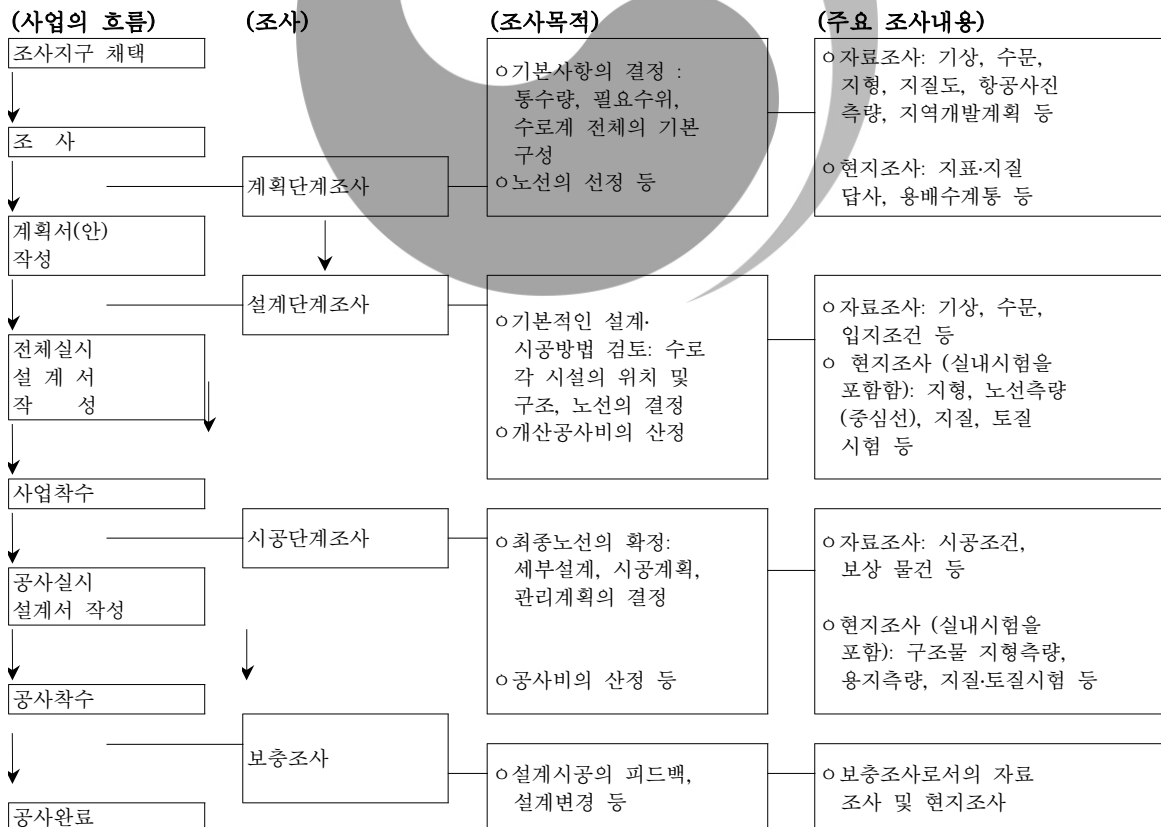 (사업의 흐름) (조사) (조사목적) (주요 조사내용)
조사지구 채택
조 사
계획서(안)
작성
전체실시
설 계 서
작 성
사업착수
공사실시
설계서 작성
공사착수
공사완료
계획단계조사
설계단계조사
시공단계조사
보충조사
ㅇ기본사항의 결정 :
통수량, 필요수위,
수로계 전체의 기본
구성
ㅇ노선의 선정 등
ㅇ기본적인 설계·
시공방법 검토: 수로
각 시설의 위치 및
구조, 노선의 결정
ㅇ개산공사비의 산정
ㅇ최종노선의 확정:
세부설계, 시공계획,
관리계획의 결정
ㅇ공사비의 산정 등
ㅇ설계시공의 피드백,
설계변경 등
ㅇ자료조사: 기상, 수문,
지형, 지질도, 항공사진
측량, 지역개발계획 등
ㅇ현지조사: 지표·지질
답사, 용배수계통 등
ㅇ자료조사: 기상, 수문,
입지조건 등
ㅇ 현지조사 (실내시험을
포함함): 지형, 노선측량
(중심선), 지질, 토질
시험 등
ㅇ자료조사: 시공조건,
보상 물건 등
ㅇ현지조사 (실내시험을
포함): 구조물 지형측량,
용지측량, 지질·토질시험 등
ㅇ보충조사로서의 자료
조사 및 현지조사